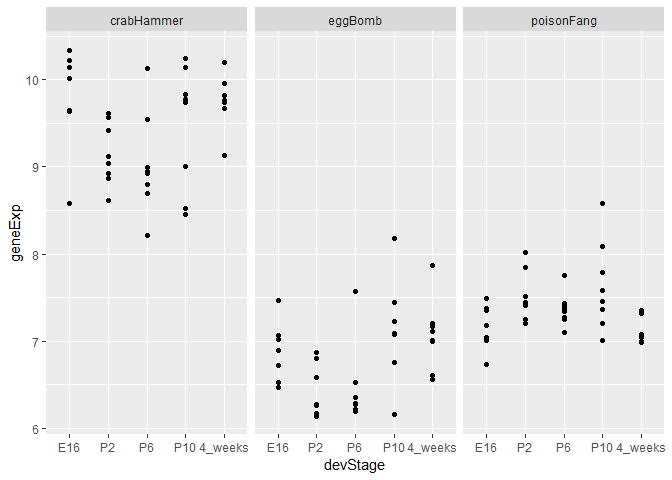 crabHammer eggBomb poisonFang
10
9
8
7
6
geneExp
E16 P2 P6 P10 4_weeks E16 P2 P6 P10 4_weeks E16 P2 P6 P10 4_weeks
devStage